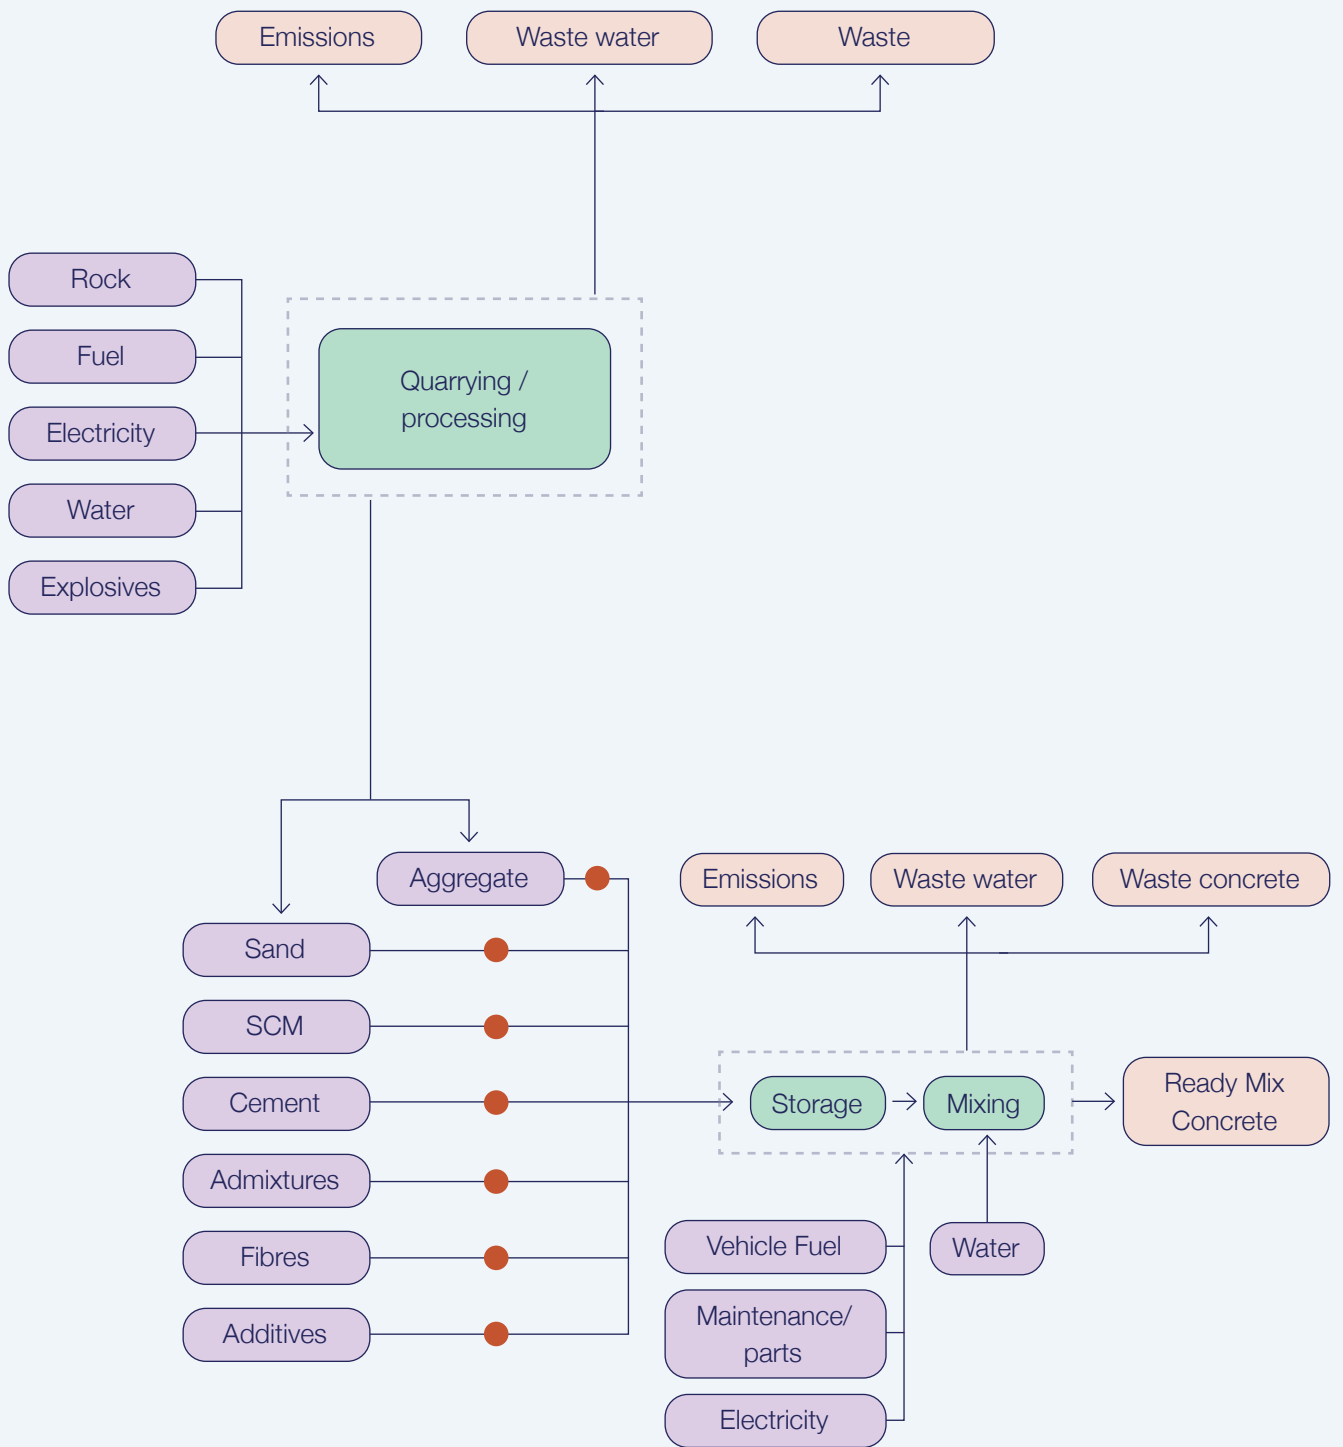 Emissions
Waste water
Waste
Rock
Fuel
Electricity
Water
Explosives
Quarrying /
processing
Aggregate
Sand
SCM
Cement
Admixtures
Fibres
Additives
Emissions
Waste water
Waste concrete
Storage
Mixing
Ready Mix
Concrete
Vehicle Fuel
Water
Maintenance/
parts
Electricity